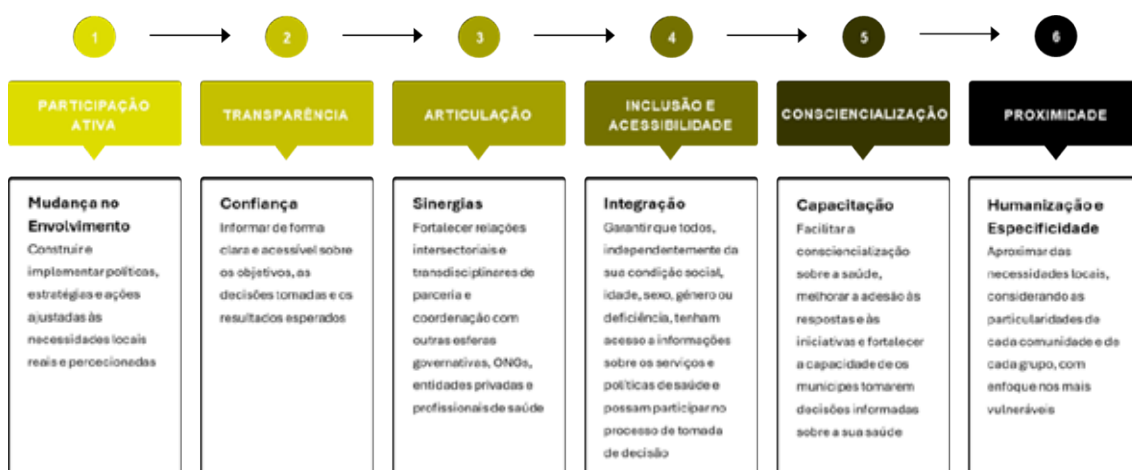 1
2
3
4
5
6
PARTICIPAÇÃO
ATIVA
TRANSPARÊNCIA
ARTICULAÇÃO
INCLUSÃO E
ACESSIBILIDADE
CONSCIENCIALIZAÇÃO
PROXIMIDADE
Mudança no
Envolvimento
Construir e
implementar políticas,
estratégias e ações
ajustadas às
necessidades locais
reais e percecionadas
Confiança
Informar de forma
clara e acessível sobre
os objetivos, as
decisões tomadas e os
resultados esperados
Sinergias
Fortalecer relações
intersectoriais e
transdisciplinares de
parceria e
coordenação com
outras esferas
governativas, ONGs,
entidades privadas e
profissionais de saúde
Integração
Garantir que todos,
independentemente da
sua condição social,
idade, sexo, género ou
deficiência, tenham
acesso a informações
sobre os serviços e
políticas de saúde e
possam participar no
processo de tomada
de decisão
Capacitação
Facilitar a
consciencialização
sobre a saúde,
melhorar a adesão às
respostas e às
iniciativas e fortalecer
a capacidade de os
munícipes tomarem
decisões informadas
sobre a sua saúde
Humanização e
Especificidade
Aproximar das
necessidades locais,
considerando as
particularidades de
cada comunidade e de
cada grupo, com
enfoque nos mais
vulneráveis